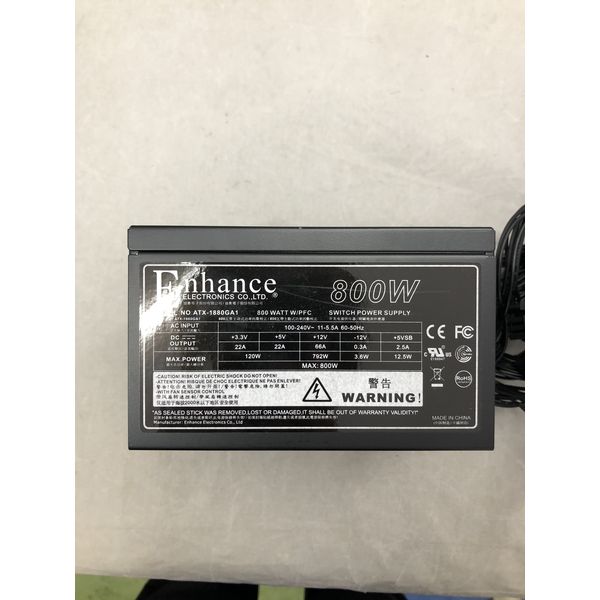 Enhance
ELECTRONICS CO.,LTD.
800W
NO ATX-1880GA1
800 WATT W/PFC
SWITCH POWER SUPPLY
AC INPUT
100-240V~ 11-5.5A 60-50Hz
DC OUTPUT
+3.3V +5V +12V -12V +5VSB
22A 22A 66A 0.3A 2.5A
MAX POWER
120W 792W 3.6W 12.5W
MAX: 800W
-CAUTION! RISK OF ELECTRIC SHOCK DO NOT OPEN!
-ATTENTION! RISQUE DE CHOC ELECTRIQUE NE PAS ENLEVER!
-WITH FAN SENSOR CONTROL
警告
WARNING!
"AS SEALED STICK WAS REMOVED,LOST OR DAMAGED,IT SHALL BE OUT OF WARRANTY VALIDITY!"
Manufacturer: Enhance Electronics Co., Ltd.
CE
RoHS
MADE IN CHINA